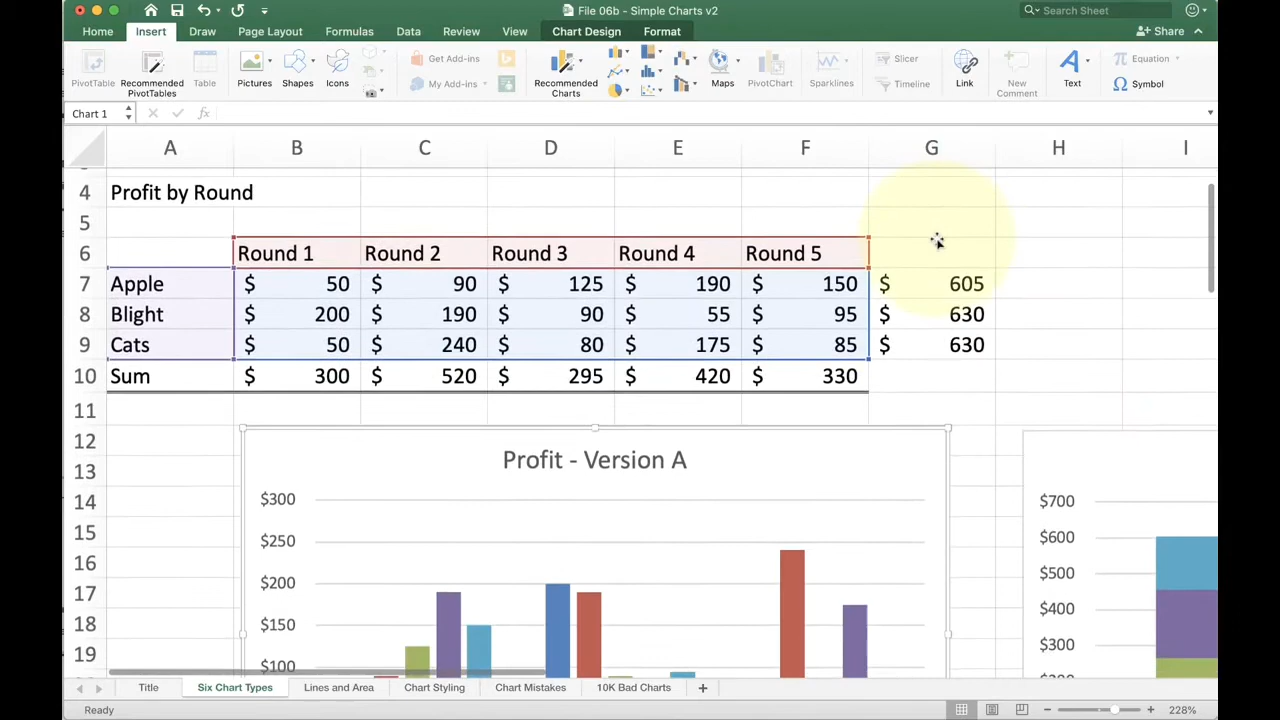 File 06b - Simple Charts v2
Search Sheet
Home Insert Draw Page Layout Formulas Data Review View Chart Design Format
Share
PivotTable
Recommended PivotTables
Table
Pictures
Shapes
Icons
Get Add-ins
My Add-ins
Recommended Charts
Maps
PivotChart
Sparklines
Slicer
Timeline
Link
New Comment
Text
Equation
Symbol
Chart 1
fx
A B C D E F G H I
4 Profit by Round
5
6 Round 1 Round 2 Round 3 Round 4 Round 5
7 Apple $ 50 $ 90 $ 125 $ 190 $ 150 $ 605
8 Blight $ 200 $ 190 $ 90 $ 55 $ 95 $ 630
9 Cats $ 50 $ 240 $ 80 $ 175 $ 85 $ 630
10 Sum $ 300 $ 520 $ 295 $ 420 $ 330
11
12
13
14
15
16
17
18
19
Profit - Version A
$300
$250
$200
$150
$100
$700
$600
$500
$400
$300
Title Six Chart Types Lines and Area Chart Styling Chart Mistakes 10K Bad Charts +
Ready
228%